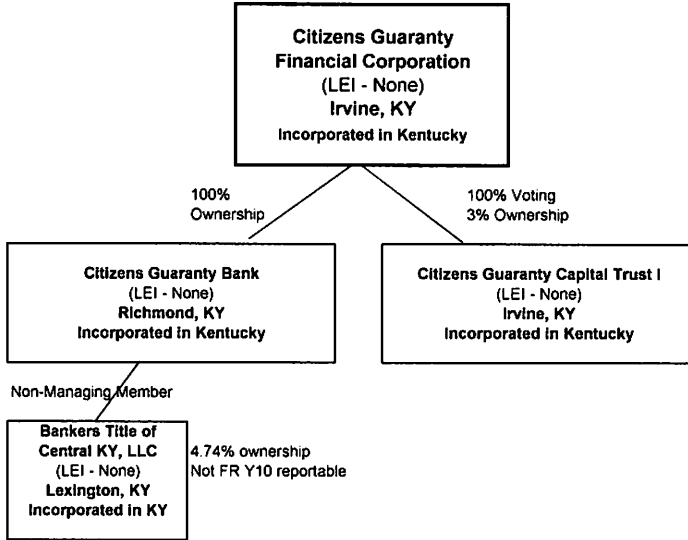 Citizens Guaranty
Financial Corporation
(LEI - None)
Irvine, KY
Incorporated in Kentucky
100%
Ownership
100% Voting
3% Ownership
Citizens Guaranty Bank
(LEI - None)
Richmond, KY
Incorporated in Kentucky
Citizens Guaranty Capital Trust I
(LEI - None)
Irvine, KY
Incorporated in Kentucky
Non-Managing Member
Bankers Title of
Central KY, LLC
(LEI - None)
Lexington, KY
Incorporated in KY
4.74% ownership
Not FR Y10 reportable